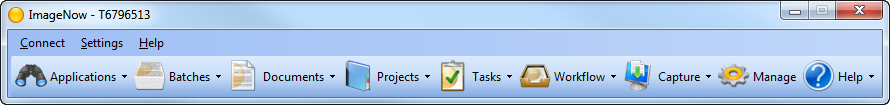 ImageNow - T6796513
Connect Settings Help
Applications Batches Documents Projects Tasks Workflow Capture Manage Help